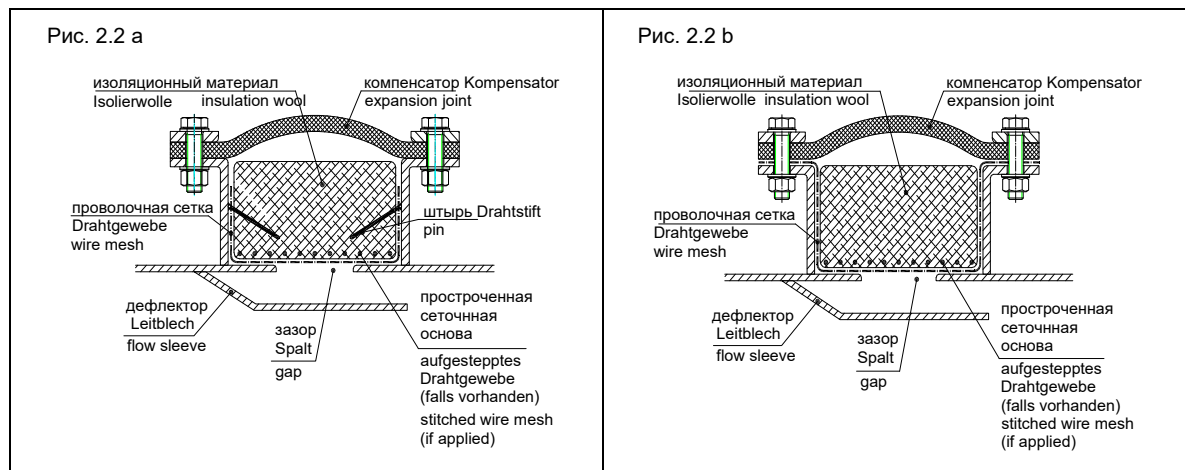 Рис. 2.2 a
изоляционный материал
Isolierwolle insulation wool
компенсатор Kompensator
expansion joint
проволочная сетка
Drahtgewebe
wire mesh
штырь Drahtstift
pin
дефлектор
Leitblech
flow sleeve
зазор
Spalt
gap
простроченная
сеточнная
основа
aufgestepptes
Drahtgewebe
(falls vorhanden)
stitched wire mesh
(if applied)
Рис. 2.2 b
изоляционный материал
Isolierwolle insulation wool
компенсатор Kompensator
expansion joint
проволочная сетка
Drahtgewebe
wire mesh
дефлектор
Leitblech
flow sleeve
зазор
Spalt
gap
простроченная
сеточнная
основа
aufgestepptes
Drahtgewebe
(falls vorhanden)
stitched wire mesh
(if applied)